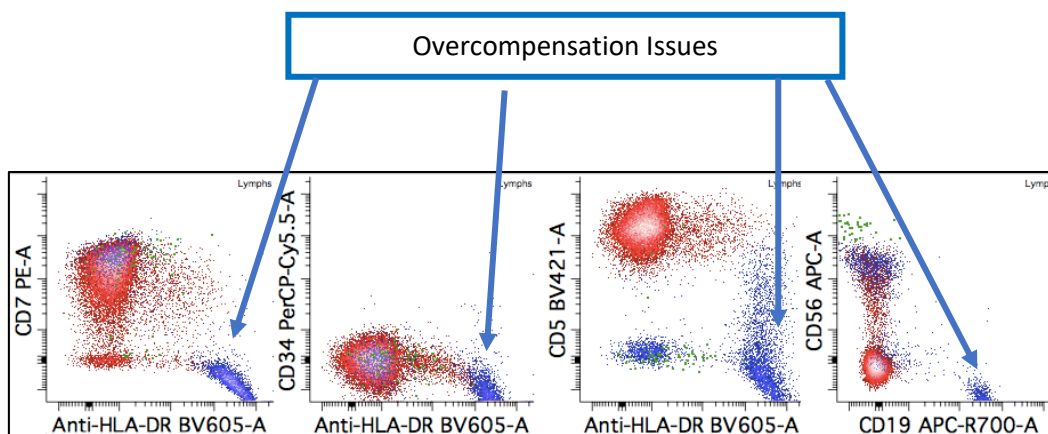 Overcompensation Issues
Lymphs
CD7 PE-A
Anti-HLA-DR BV605-A
Lymphs
CD34 PerCP-Cy5.5-A
Anti-HLA-DR BV605-A
Lymphs
CD5 BV421-A
Anti-HLA-DR BV605-A
Lymp
CD56 APC-A
CD19 APC-R700-A